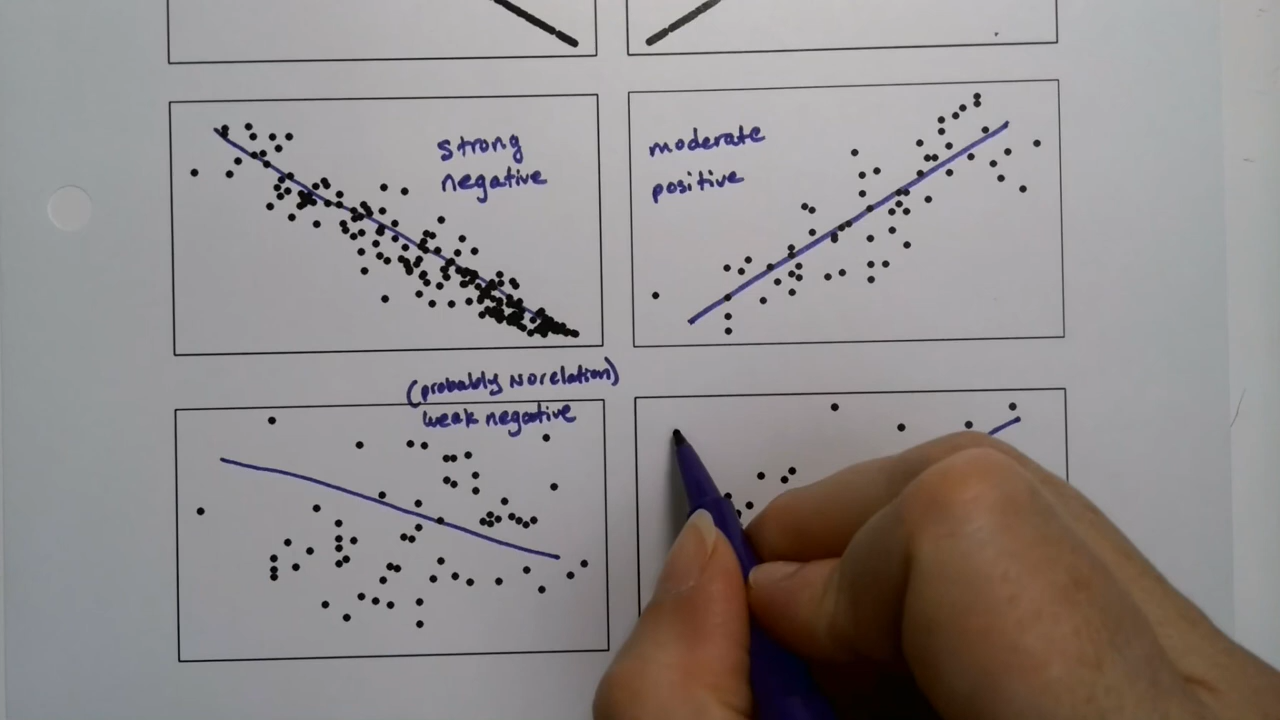 strong
negative
moderate
positive
(probably No relation)
weak negative